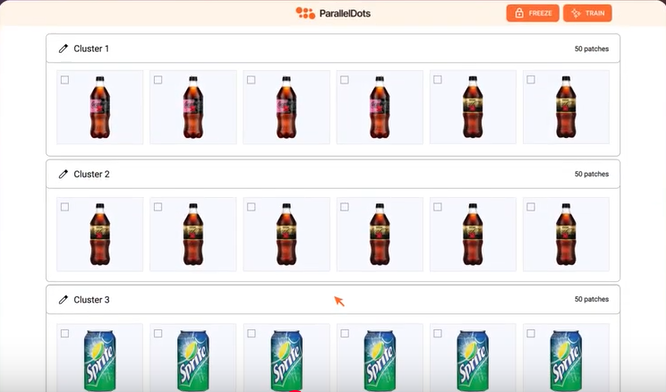 ParallelDots
FREEZE
TRAIN
Cluster 1
50 patches
Cluster 2
50 patches
Cluster 3
50 patches
Sprite
Sprite
Sprite
Sprite
Sprite
Sprite